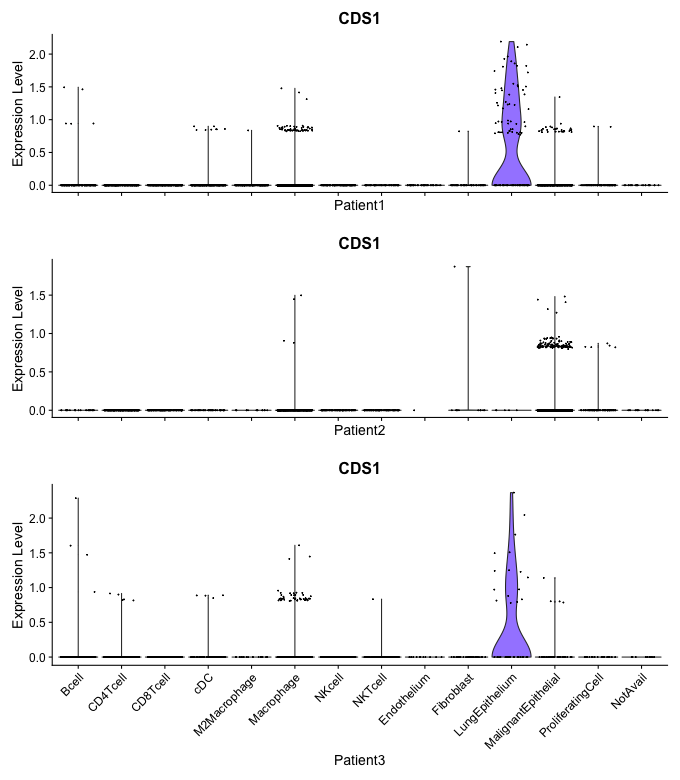 CDS1
Expression Level
2.0
1.5
1.0
0.5
0.0
Patient1
CDS1
Expression Level
1.5
1.0
0.5
0.0
Patient2
CDS1
Expression Level
2.0
1.5
1.0
0.5
0.0
Bcell
CD4Tcell
CD8Tcell
cDC
M2Macrophage
Macrophage
NKcell
NKTcell
Endothelium
Fibroblast
LungEpithelium
MalignantEpithelial
ProliferatingCell
NotAvail
Patient3